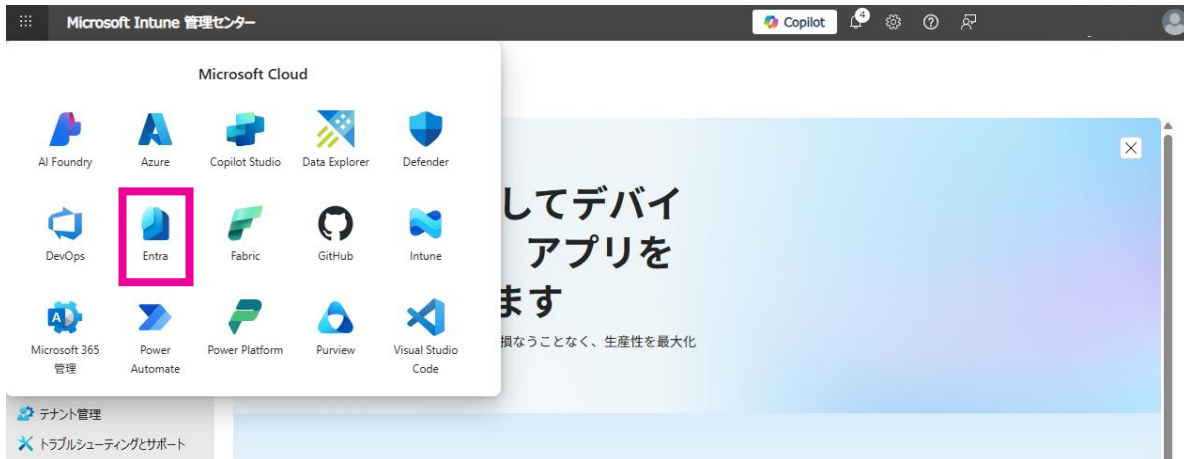 Microsoft Intune 管理センター
Copilot
4
Microsoft Cloud
AI Foundry
Azure
Copilot Studio
Data Explorer
Defender
DevOps
Entra
Fabric
GitHub
Intune
Microsoft 365
管理
Power
Automate
Power Platform
Purview
Visual Studio
Code
してデバイ
アプリを
ます
損なうことなく、生産性を最大化
テナント管理
トラブルシューティングとサポート